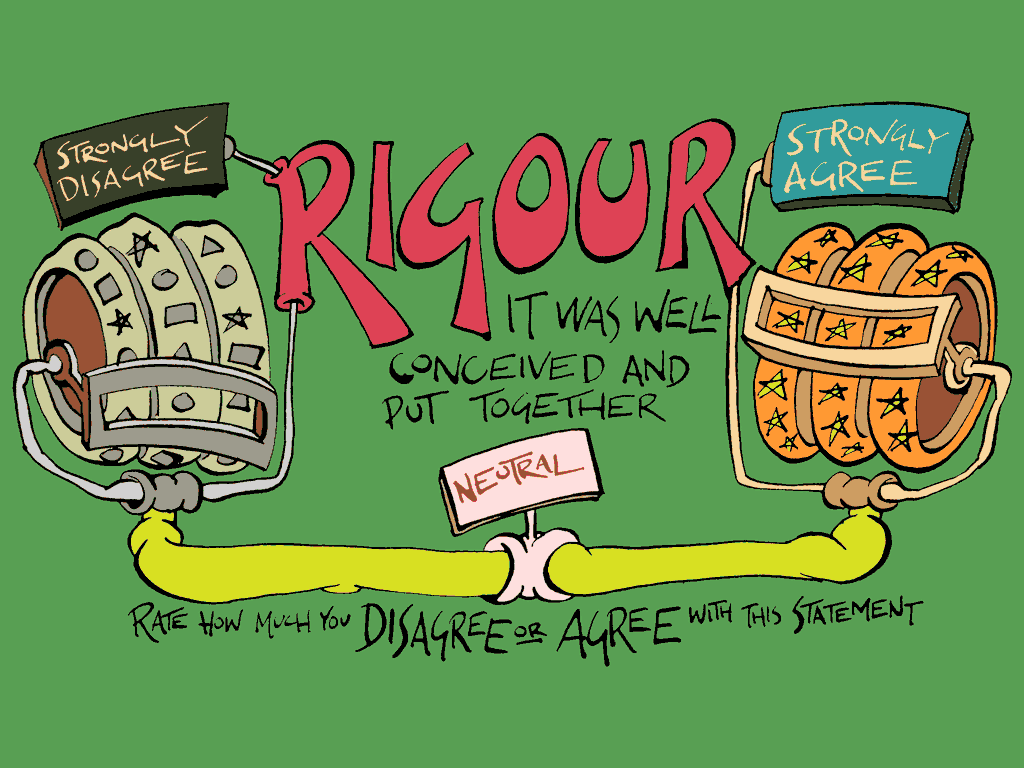 STRONGLY
DISAGREE
RIGOUR
STRONGLY
AGREE
IT WAS WELL
CONCEIVED AND
PUT TOGETHER
NEUTRAL
RATE HOW MUCH YOU DISAGREE OR AGREE WITH THIS STATEMENT